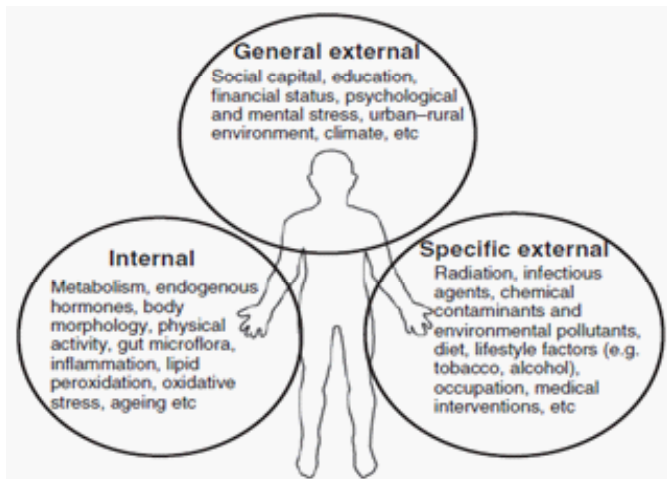 General external
Social capital, education,
financial status, psychological
and mental stress, urban–rural
environment, climate, etc
Internal
Metabolism, endogenous
hormones, body
morphology, physical
activity, gut microflora,
inflammation, lipid
peroxidation, oxidative
stress, ageing etc
Specific external
Radiation, infectious
agents, chemical
contaminants and
environmental pollutants,
diet, lifestyle factors (e.g.
tobacco, alcohol),
occupation, medical
interventions, etc